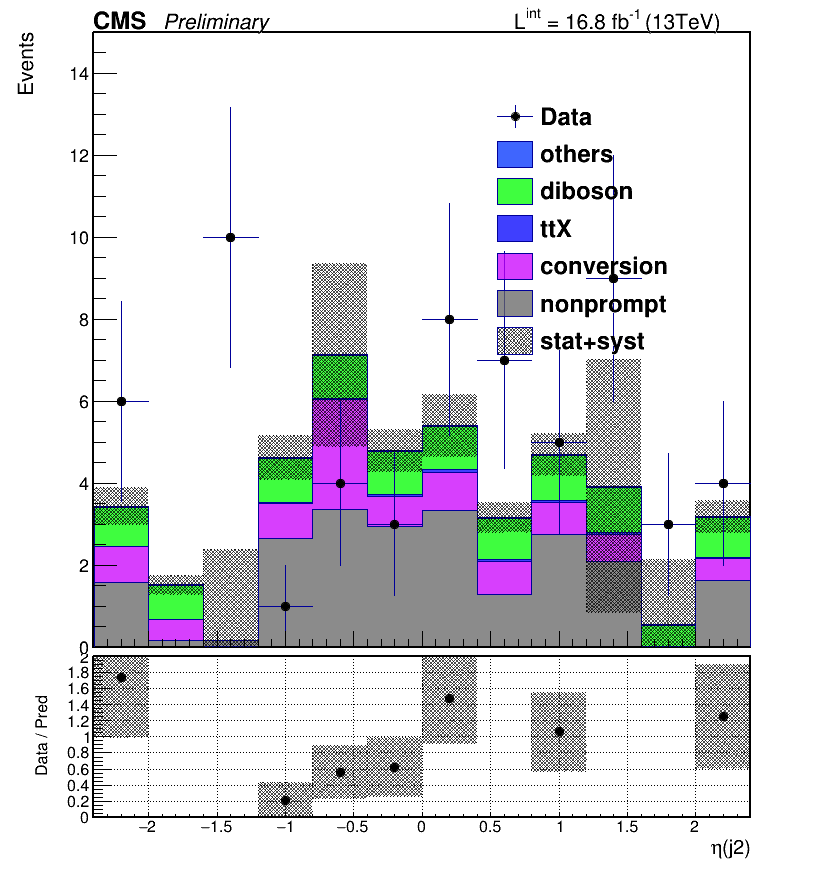 CMS Preliminary L^int = 16.8 fb^-1 (13TeV)
Events
14
12
10
8
6
4
2
0
Data
others
diboson
ttX
conversion
nonprompt
stat+syst
Data / Pred
2
1.8
1.6
1.4
1.2
1
0.8
0.6
0.4
0.2
0
−2 −1.5 −1 −0.5 0 0.5 1 1.5 2
η(j2)